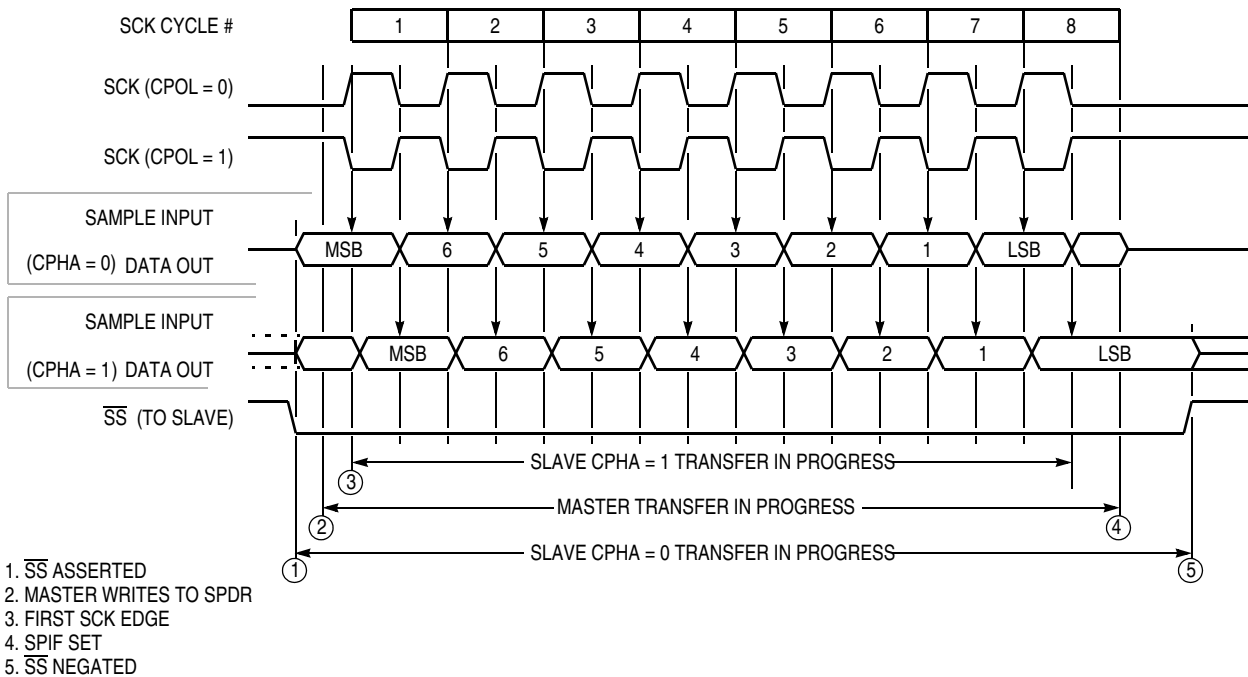 SCK CYCLE # 1 2 3 4 5 6 7 8
SCK (CPOL = 0)
SCK (CPOL = 1)
SAMPLE INPUT
MSB 6 5 4 3 2 1 LSB
(CPHA = 0) DATA OUT
SAMPLE INPUT
MSB 6 5 4 3 2 1 LSB
(CPHA = 1) DATA OUT
SS (TO SLAVE)
SLAVE CPHA = 1 TRANSFER IN PROGRESS
3
MASTER TRANSFER IN PROGRESS
2 4
SLAVE CPHA = 0 TRANSFER IN PROGRESS
1 5
1. SS ASSERTED
2. MASTER WRITES TO SPDR
3. FIRST SCK EDGE
4. SPIF SET
5. SS NEGATED